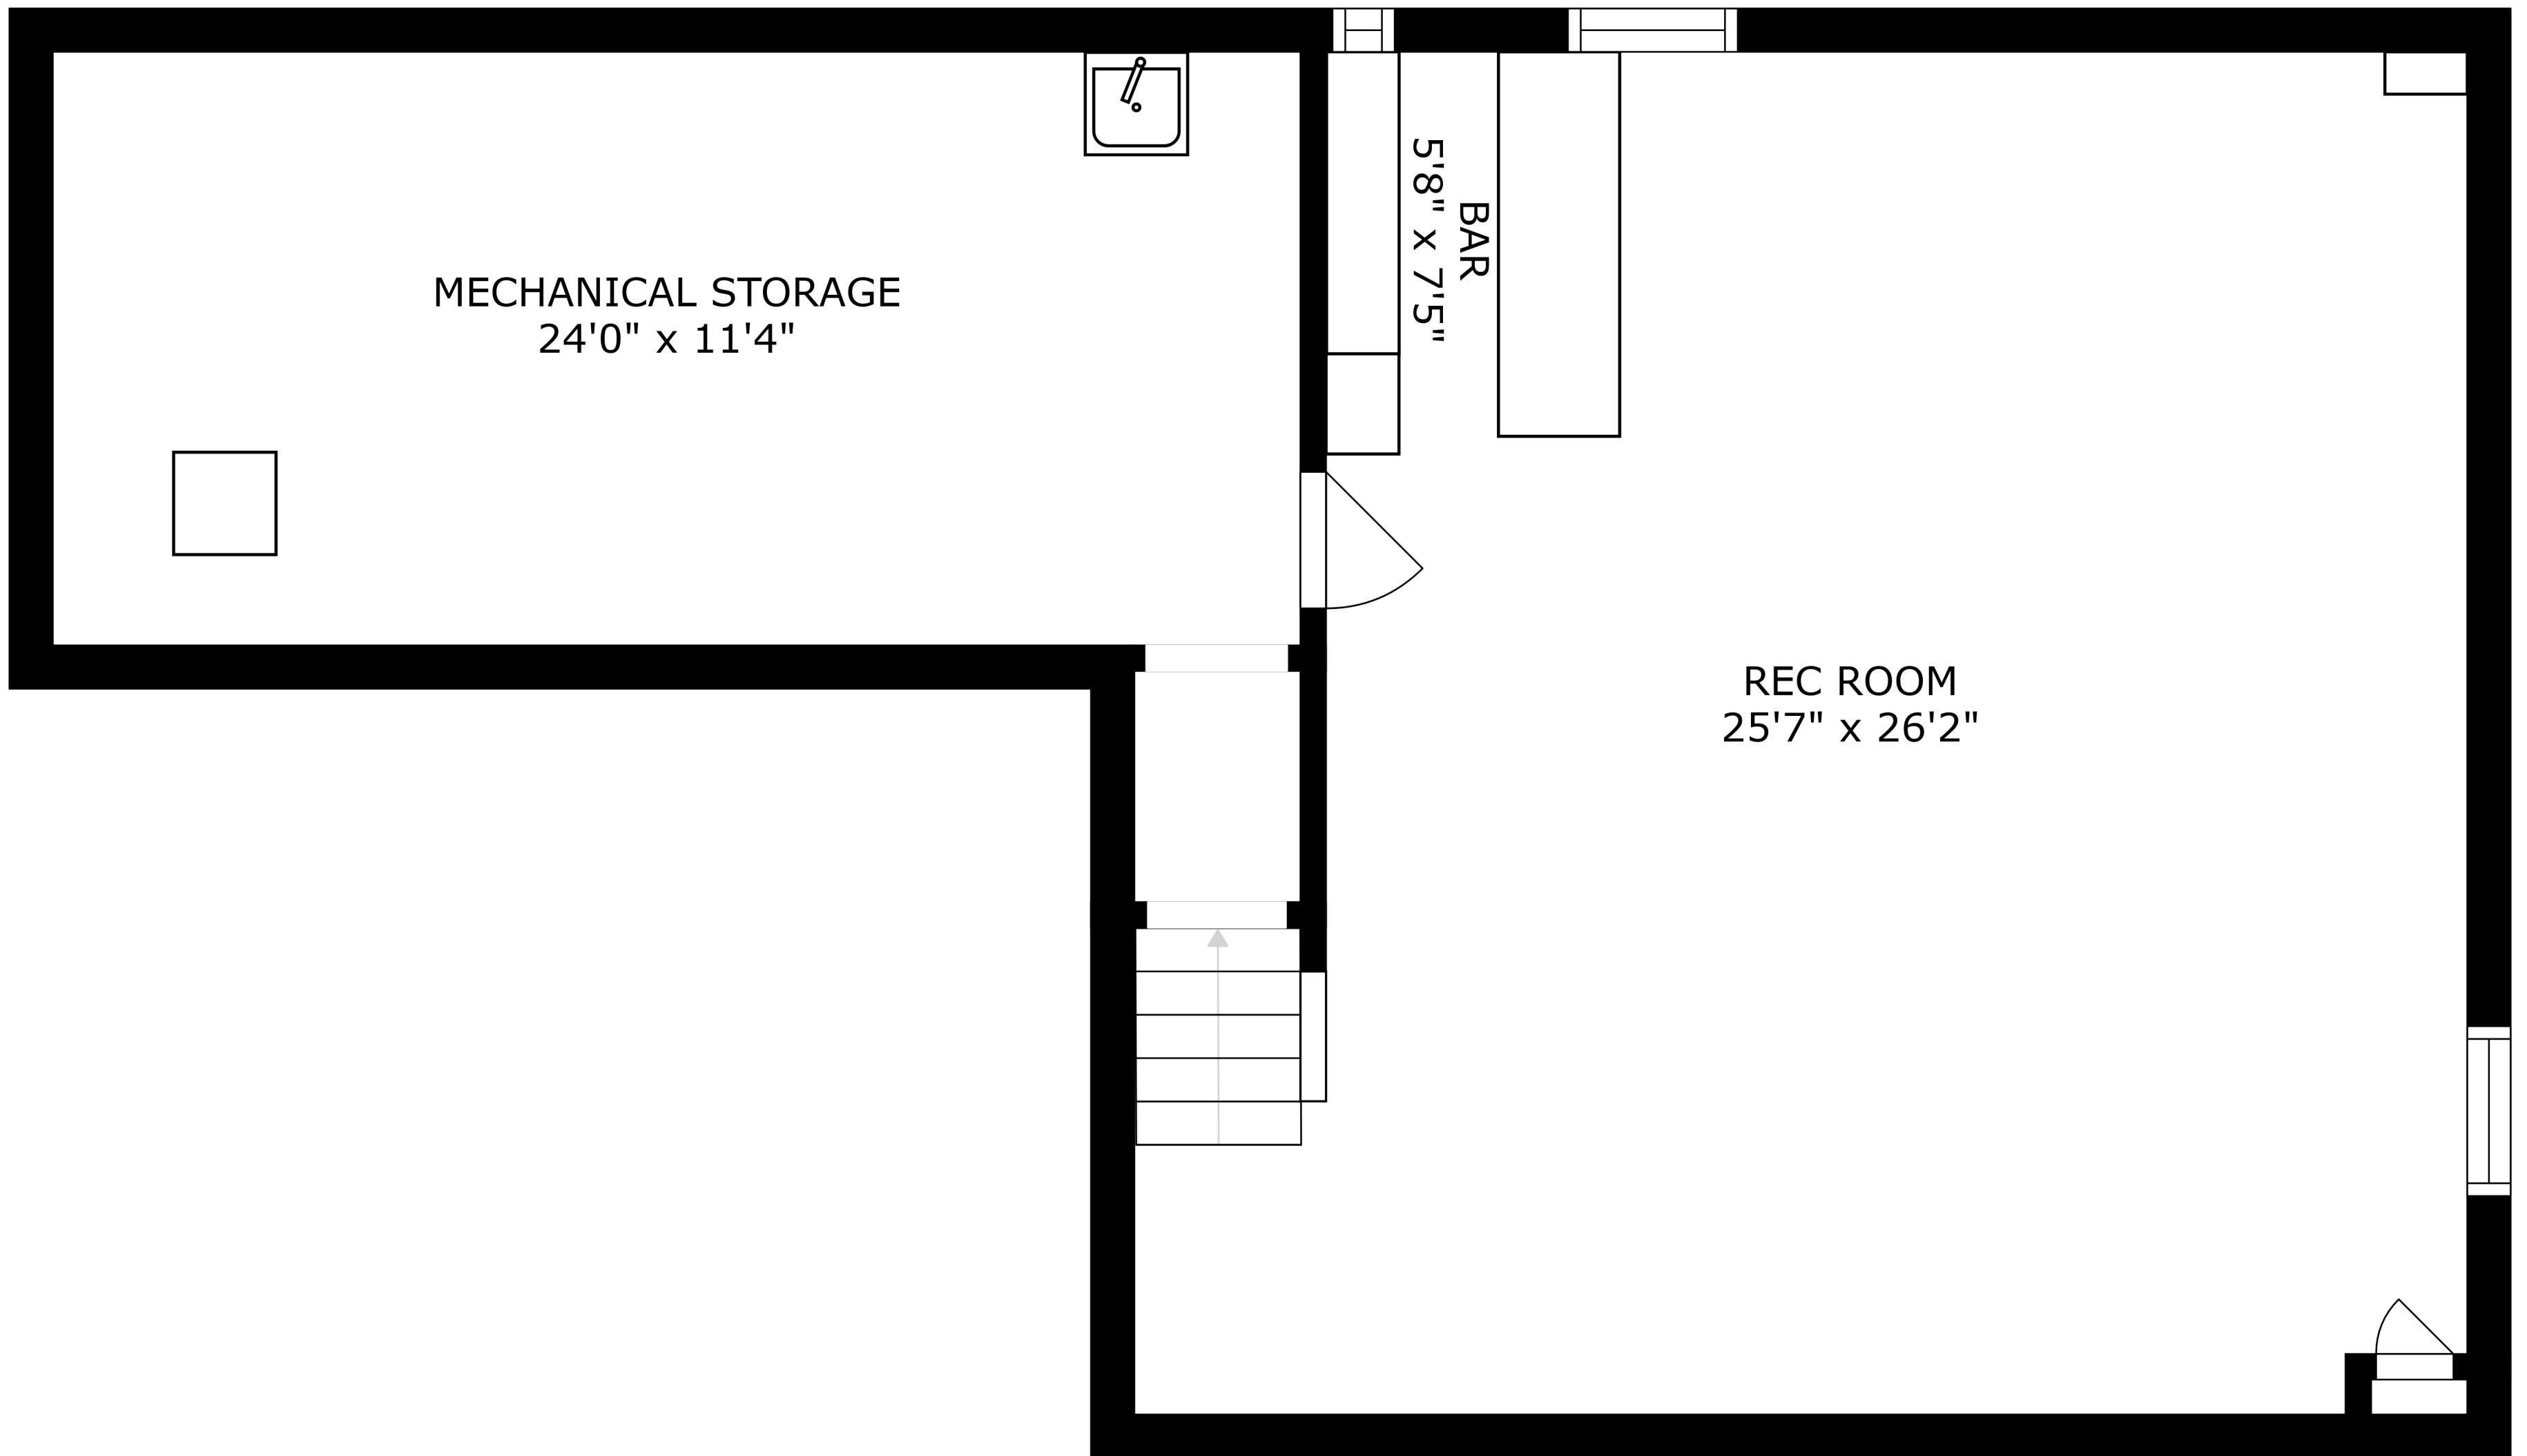 MECHANICAL STORAGE
24'0" x 11'4"
BAR
5'8" x 7'5"
REC ROOM
25'7" x 26'2"